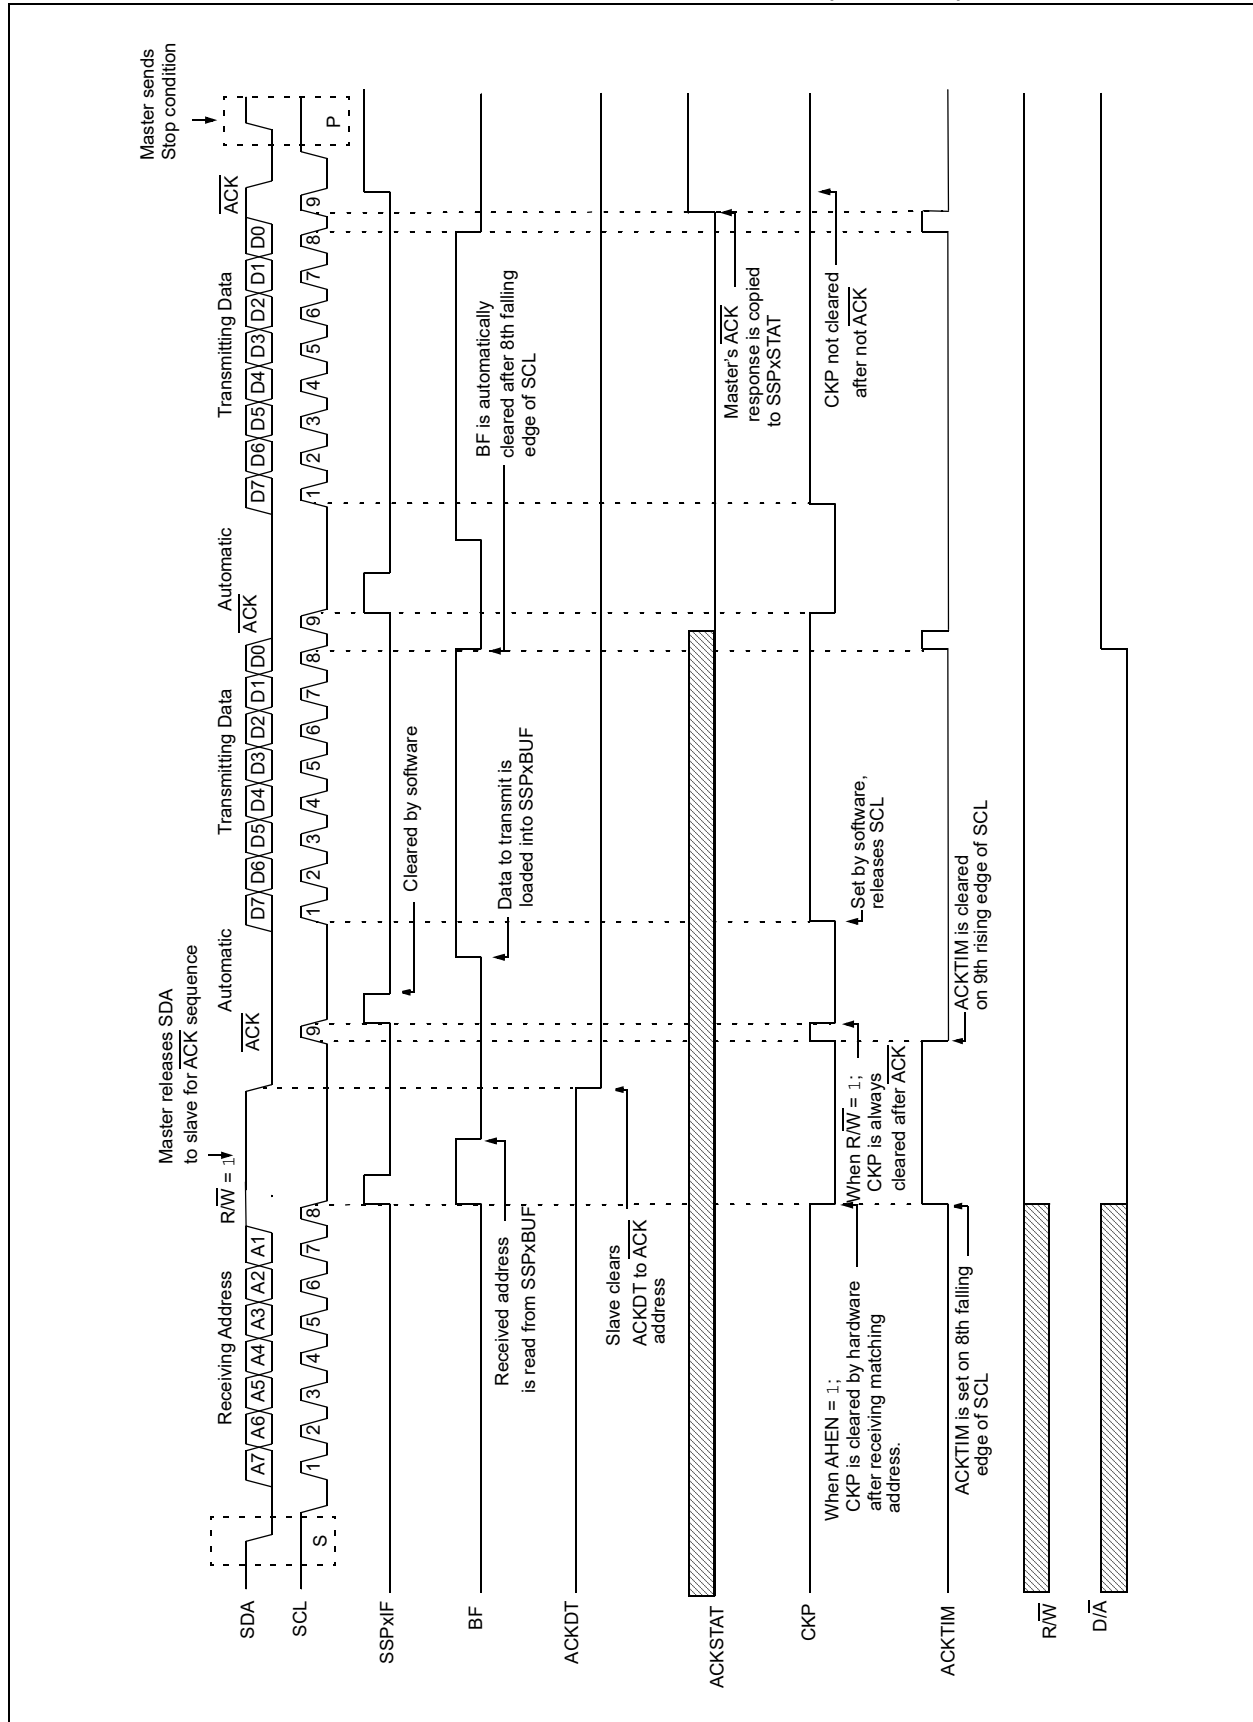 Master releases SDA
to slave for ACK sequence
Master sends
Stop condition
Receiving Address
R/W = 1
Automatic
Transmitting Data
Automatic
Transmitting Data
ACK
ACK
ACK
SDA
A7 A6 A5 A4 A3 A2 A1
D7 D6 D5 D4 D3 D2 D1 D0
D7 D6 D5 D4 D3 D2 D1 D0
SCL
S
1 2 3 4 5 6 7 8 9
1 2 3 4 5 6 7 8 9
1 2 3 4 5 6 7 8 9
P
SSPxIF
Cleared by software
BF
Received address
is read from SSPxBUF
Data to transmit is
loaded into SSPxBUF
BF is automatically
cleared after 8th falling
edge of SCL
ACKDT
Slave clears
ACKDT to ACK
address
ACKSTAT
Master's ACK
response is copied
to SSPxSTAT
CKP
When AHEN = 1;
CKP is cleared by hardware
after receiving matching
address.
When R/W = 1;
CKP is always
cleared after ACK
Set by software,
releases SCL
CKP not cleared
after not ACK
ACKTIM
ACKTIM is set on 8th falling
edge of SCL
ACKTIM is cleared
on 9th rising edge of SCL
R/W
D/A